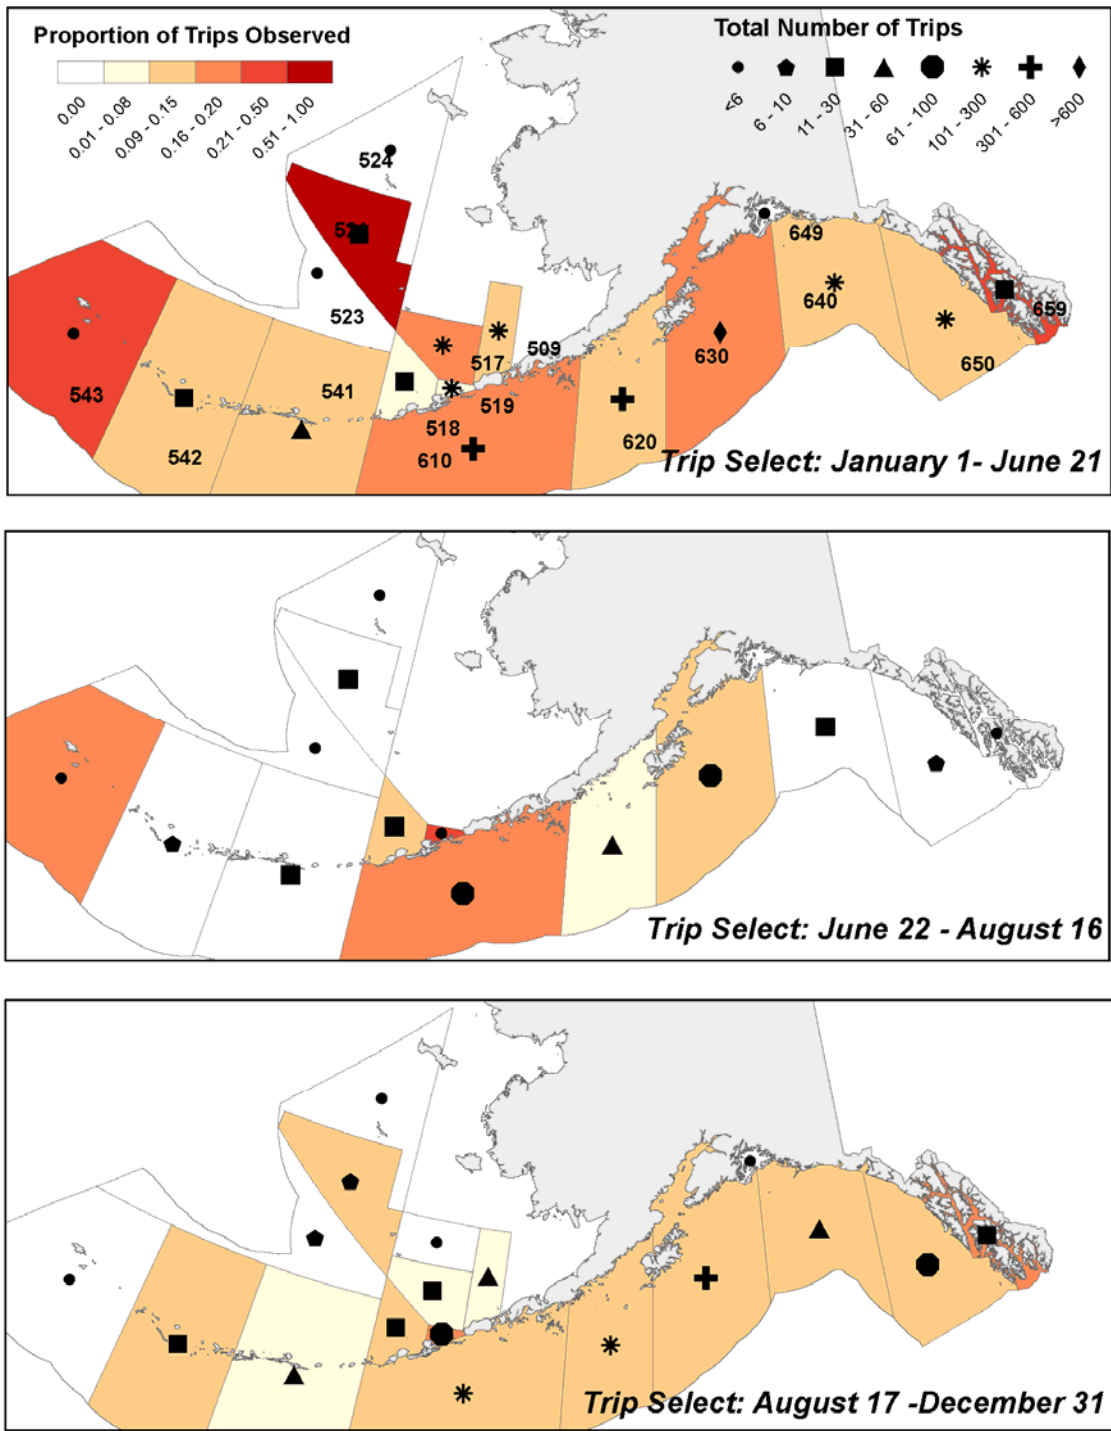 Proportion of Trips Observed
0.00
0.01 - 0.08
0.09 - 0.15
0.16 - 0.20
0.21 - 0.50
0.51 - 1.00
Total Number of Trips
<6
6 - 10
11 - 30
31 - 60
61 - 100
101 - 300
301 - 600
>600
524
523
543
542
541
517
509
519
518
610
620
630
649
640
650
659
Trip Select: January 1- June 21
Trip Select: June 22 - August 16
Trip Select: August 17 -December 31